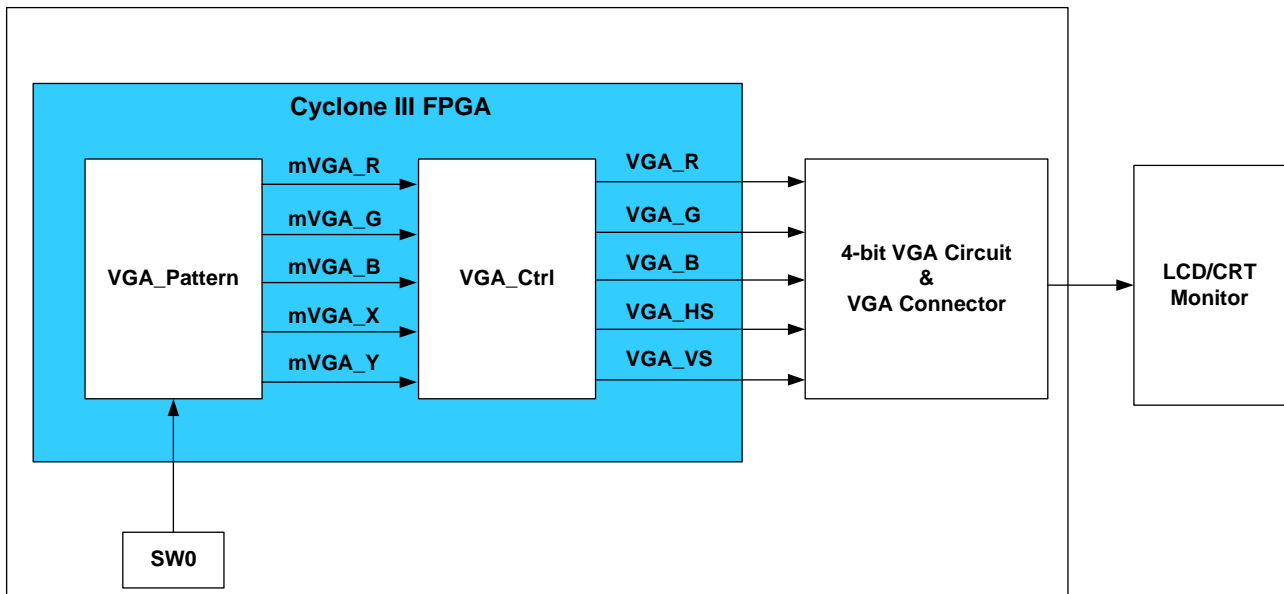 Cyclone III FPGA
VGA_Pattern
mVGA_R
mVGA_G
mVGA_B
mVGA_X
mVGA_Y
VGA_Ctrl
VGA_R
VGA_G
VGA_B
VGA_HS
VGA_VS
4-bit VGA Circuit
&
VGA Connector
LCD/CRT
Monitor
SW0